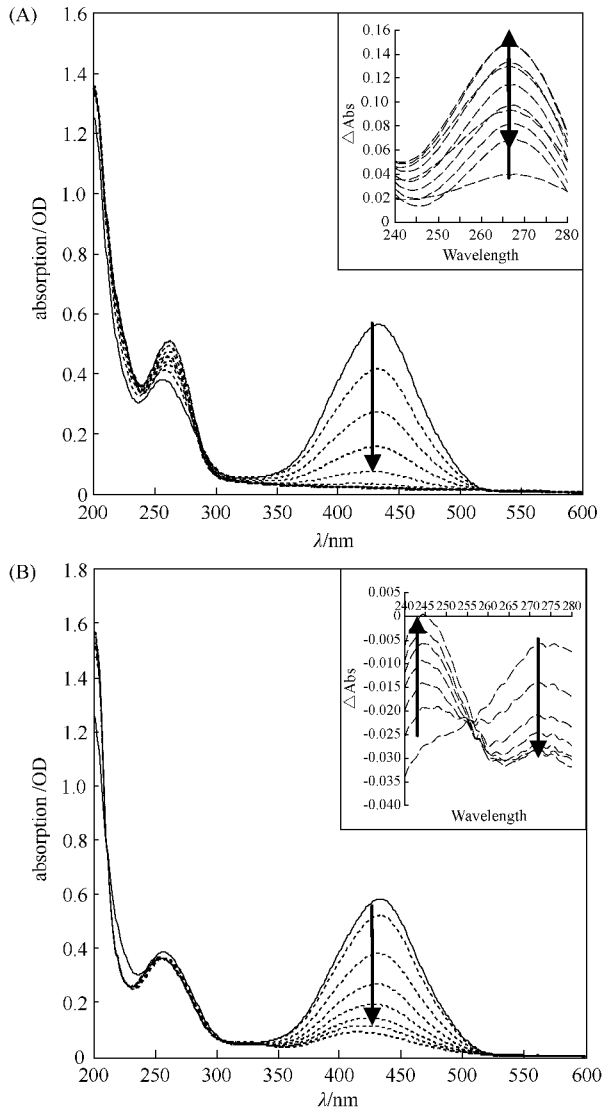 (A)
1.6
1.4
1.2
1.0
0.8
0.6
0.4
0.2
0
absorption/OD
200 250 300 350 400 450 500 550 600
λ/nm
0.16
0.14
0.12
0.10
0.08
0.06
0.04
0.02
0
△Abs
240 250 260 270 280
Wavelength
(B)
1.8
1.6
1.4
1.2
1.0
0.8
0.6
0.4
0.2
0
absorption /OD
200 250 300 350 400 450 500 550 600
λ/nm
0.005
240 245 250 255 260 265 270 275 280
0
-0.005
-0.010
-0.015
-0.020
-0.025
-0.030
-0.035
-0.040
△Abs
Wavelength